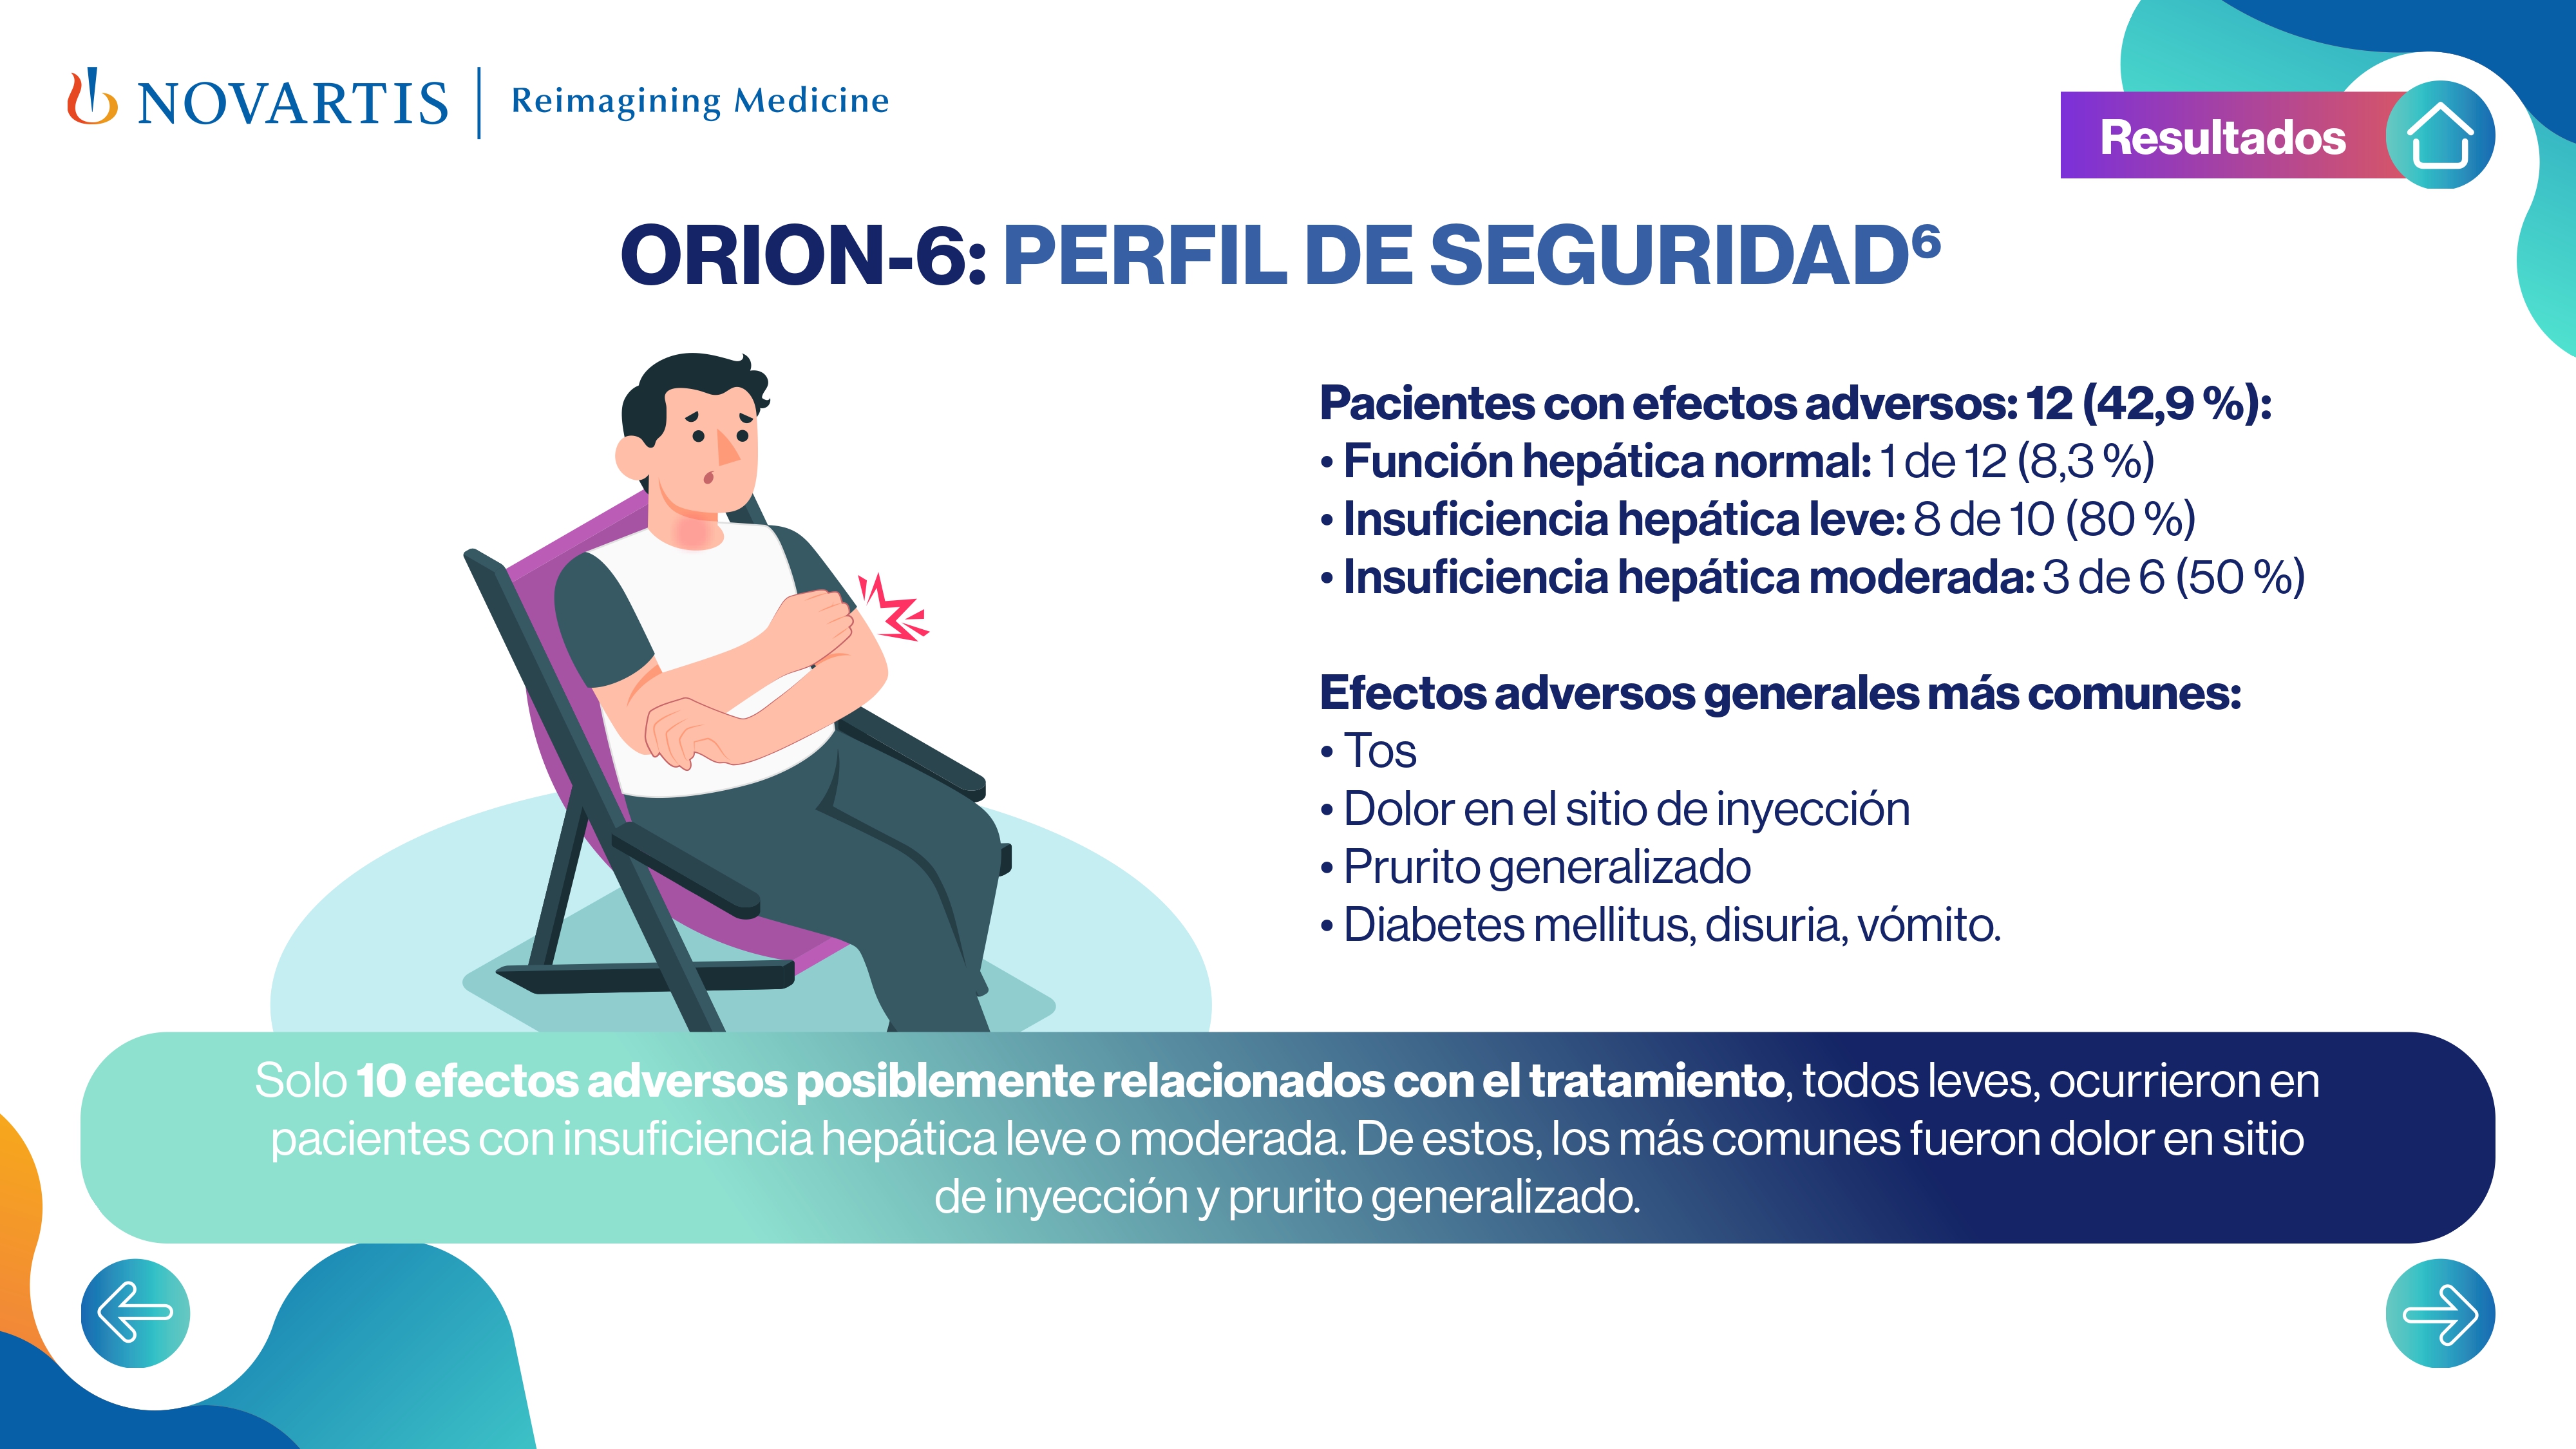 NOVARTIS | Reimagining Medicine
Resultados
ORION-6: PERFIL DE SEGURIDAD⁶
Pacientes con efectos adversos: 12 (42,9 %):
• Función hepática normal: 1 de 12 (8,3 %)
• Insuficiencia hepática leve: 8 de 10 (80 %)
• Insuficiencia hepática moderada: 3 de 6 (50 %)
Efectos adversos generales más comunes:
• Tos
• Dolor en el sitio de inyección
• Prurito generalizado
• Diabetes mellitus, disuria, vómito.
Solo 10 efectos adversos posiblemente relacionados con el tratamiento, todos leves, ocurrieron en
pacientes con insuficiencia hepática leve o moderada. De estos, los más comunes fueron dolor en sitio
de inyección y prurito generalizado.